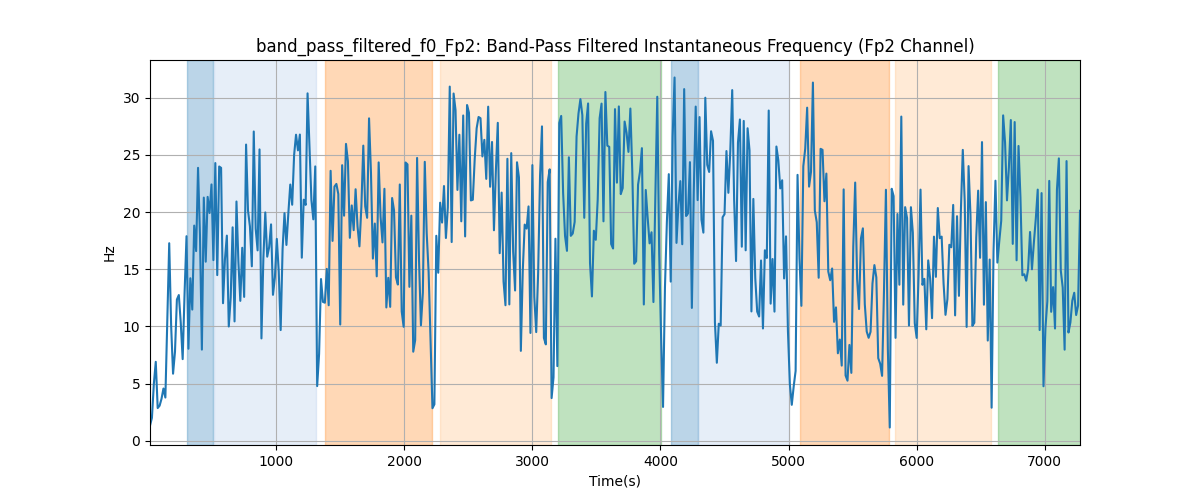 band_pass_filtered_f0_Fp2: Band-Pass Filtered Instantaneous Frequency (Fp2 Channel)
Hz
30
25
20
15
10
5
0
1000 2000 3000 4000 5000 6000 7000
Time(s)